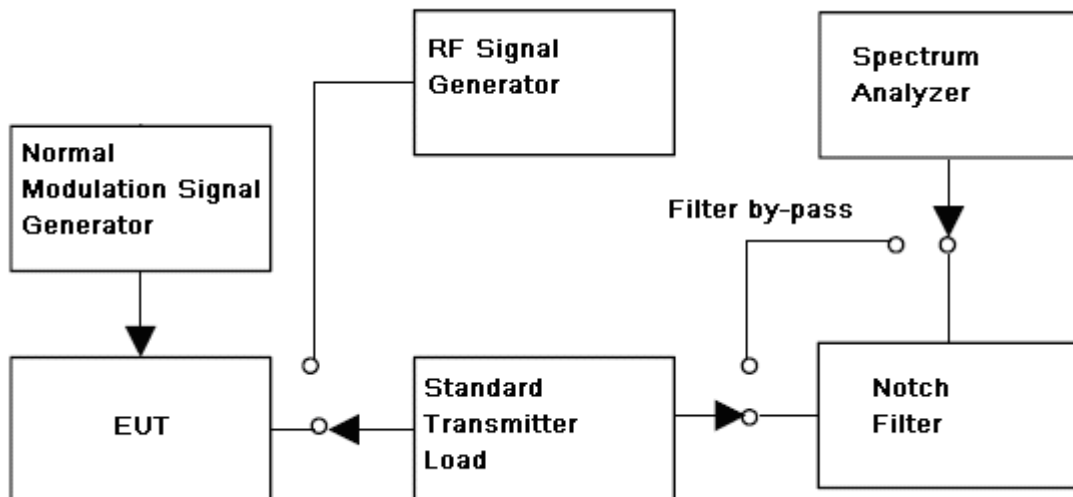 RF Signal
Generator
Spectrum
Analyzer
Normal
Modulation Signal
Generator
Filter by-pass
EUT
Standard
Transmitter
Load
Notch
Filter